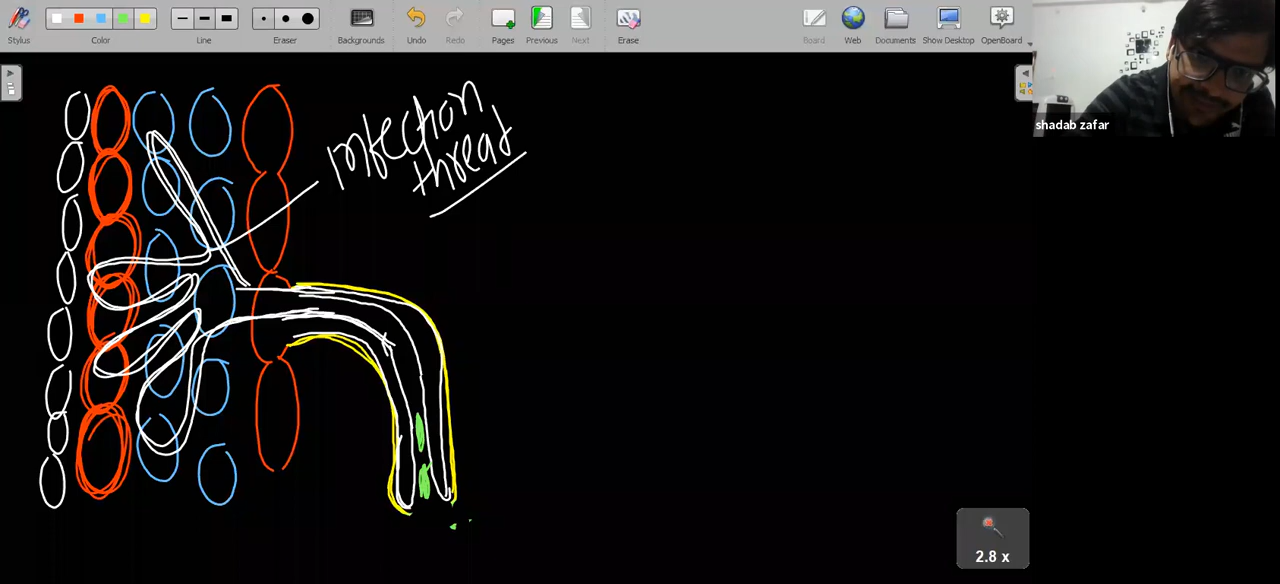 Stylus
Color
Line
Eraser
Backgrounds
Undo
Redo
Pages
Previous
Next
Erase
Board
Web
Documents
Show Desktop
OpenBoard
shadab zafar
Infection
thread
2.8 x